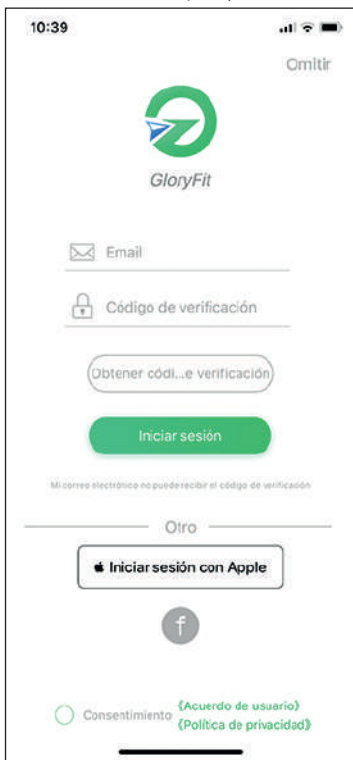 10:39
Omitir
GloryFit
Email
Código de verificación
Obtener códi...e verificación
Iniciar sesión
Mi correo electrónico no puede recibir el código de verificación
Otro
Iniciar sesión con Apple
f
Consentimiento 《Acuerdo de usuario》
《Política de privacidad》